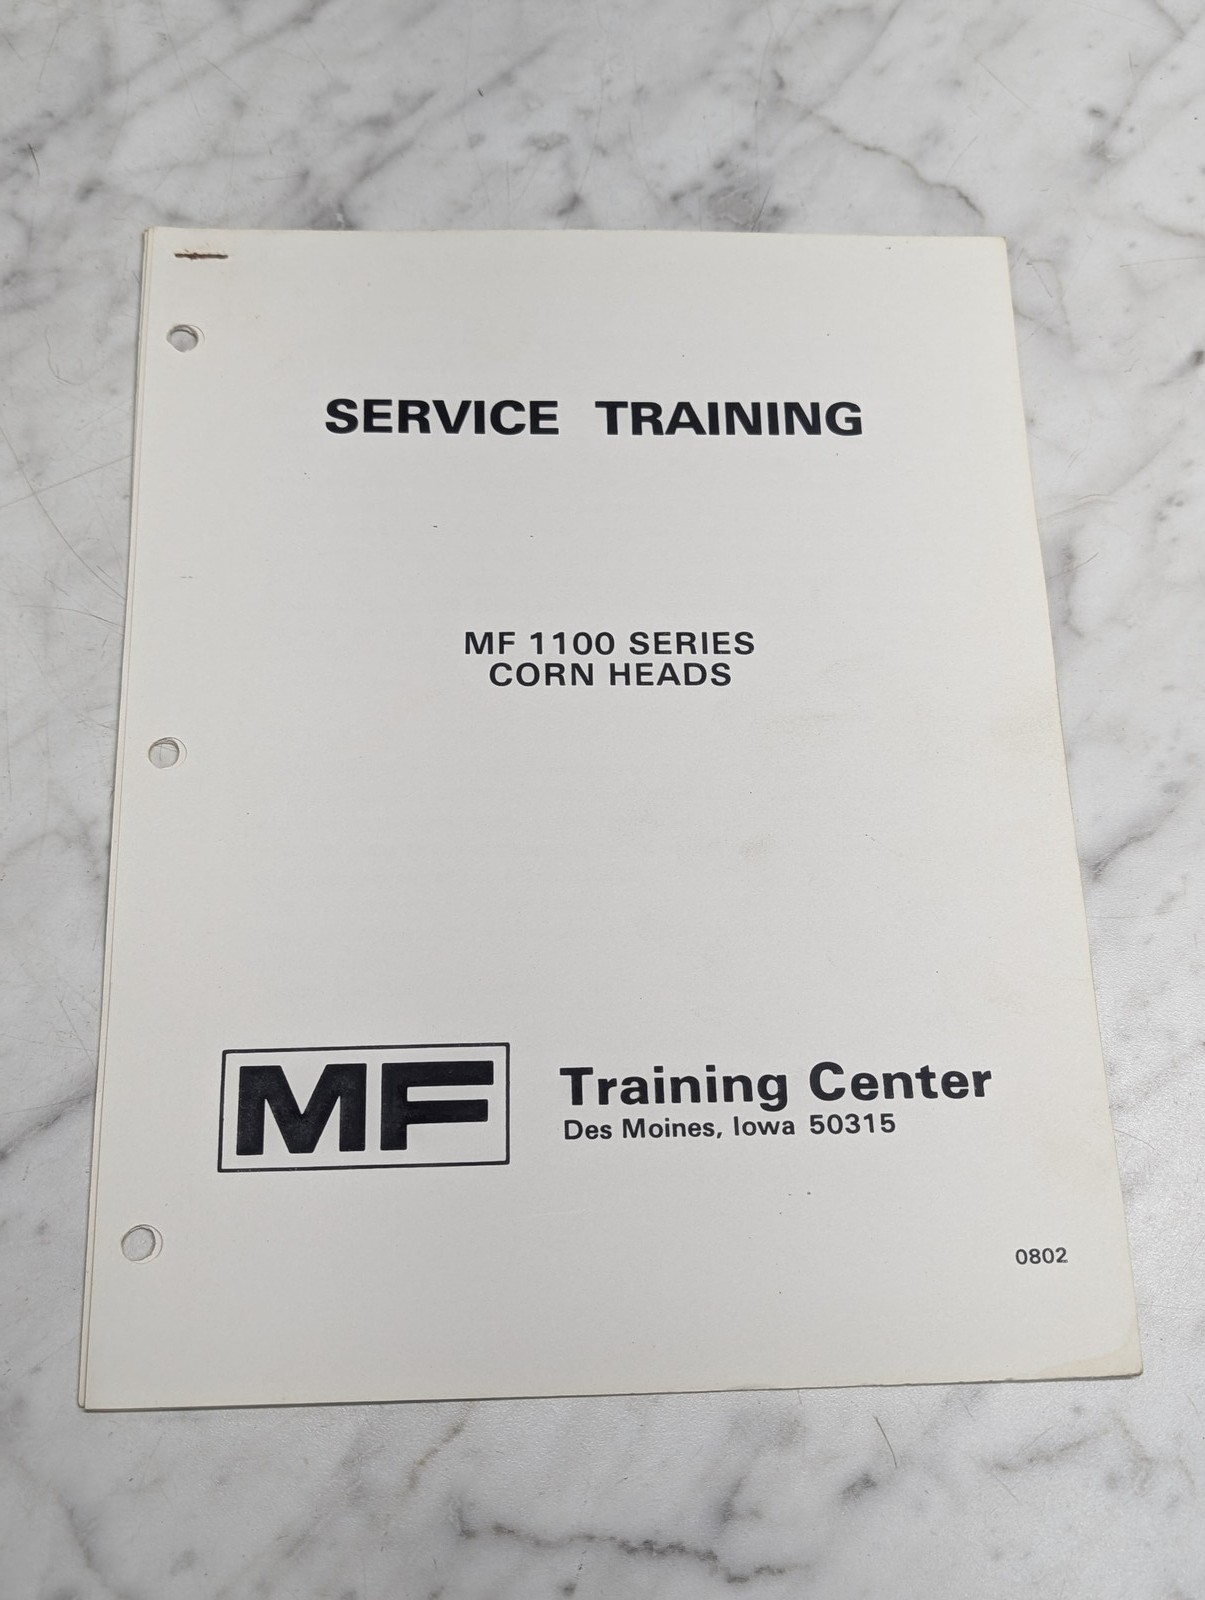 SERVICE TRAINING
MF 1100 SERIES
CORN HEADS
MF
Training Center
Des Moines, Iowa 50315
0802